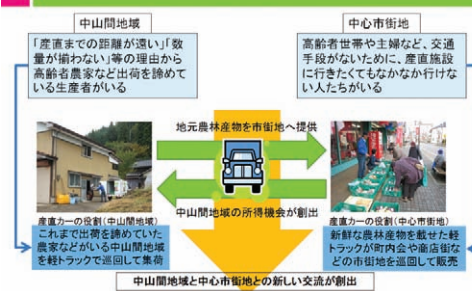 中山間地域
「産直までの距離が遠い」「数
量が揃わない」等の理由から
高齢者農家など出荷を諦めて
いる生産者がいる
中心市街地
高齢者世帯や主婦など、交通
手段がないために、産直施設
に行きたくてもなかなか行けな
い人たちがいる
地元農林産物を市街地へ提供
中山間地域の所得機会が創出
産直カーの役割(中山間地域)
これまで出荷を諦めていた
農家などがいる中山間地域
を軽トラックで巡回して集荷
産直カーの役割(中心市街地)
新鮮な農林産物を載せた軽
トラックが町内会や商店街な
どの市街地を巡回して販売
中山間地域と中心市街地との新しい交流が創出